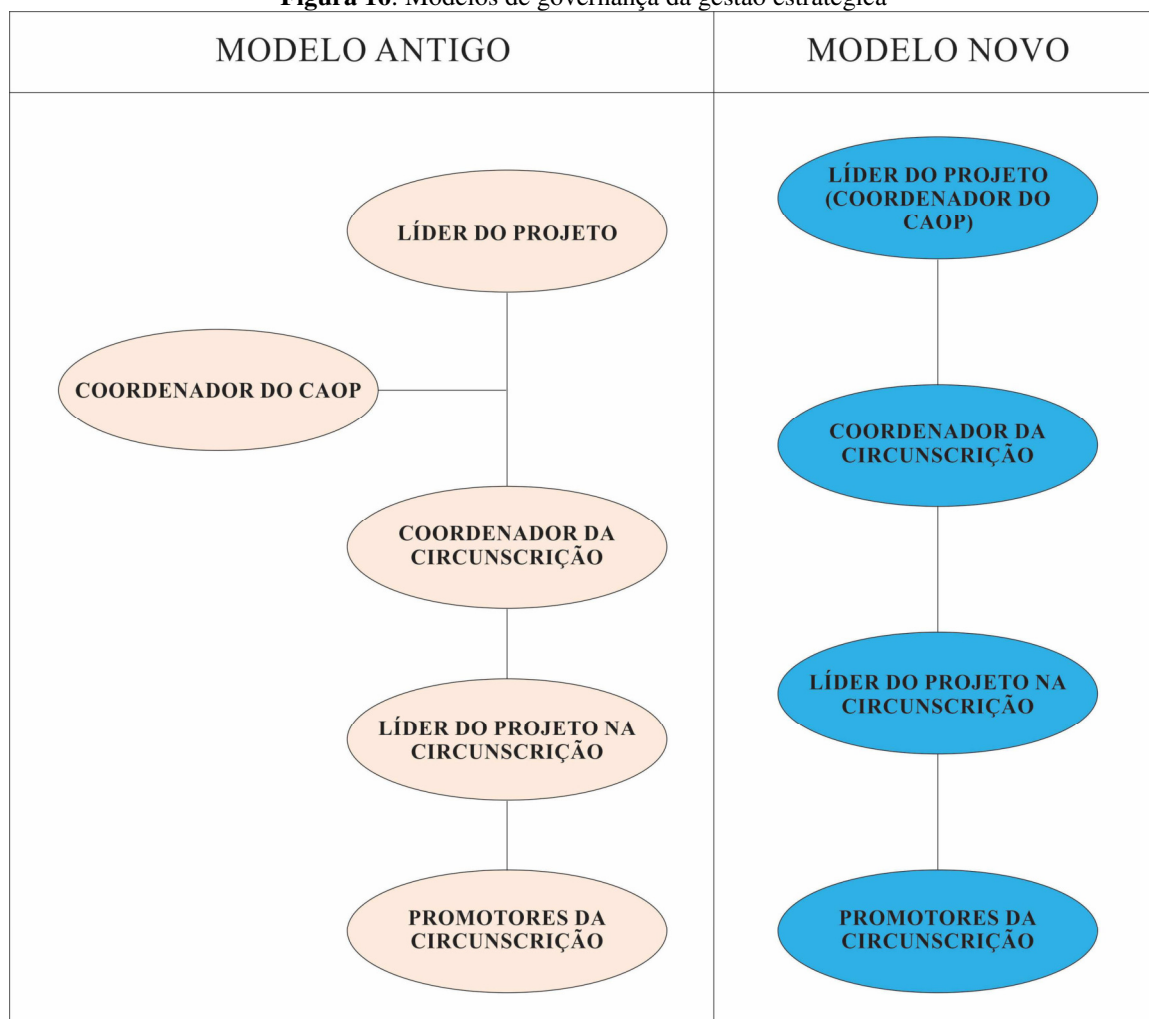 Figura 16: Modelos de governança da gestão estratégica
MODELO ANTIGO
LÍDER DO PROJETO
COORDENADOR DO CAOP
COORDENADOR DA
CIRCUNSCRIÇÃO
LÍDER DO PROJETO NA
CIRCUNSCRIÇÃO
PROMOTORES DA
CIRCUNSCRIÇÃO
MODELO NOVO
LÍDER DO PROJETO
(COORDENADOR DO
CAOP)
COORDENADOR DA
CIRCUNSCRIÇÃO
LÍDER DO PROJETO NA
CIRCUNSCRIÇÃO
PROMOTORES DA
CIRCUNSCRIÇÃO